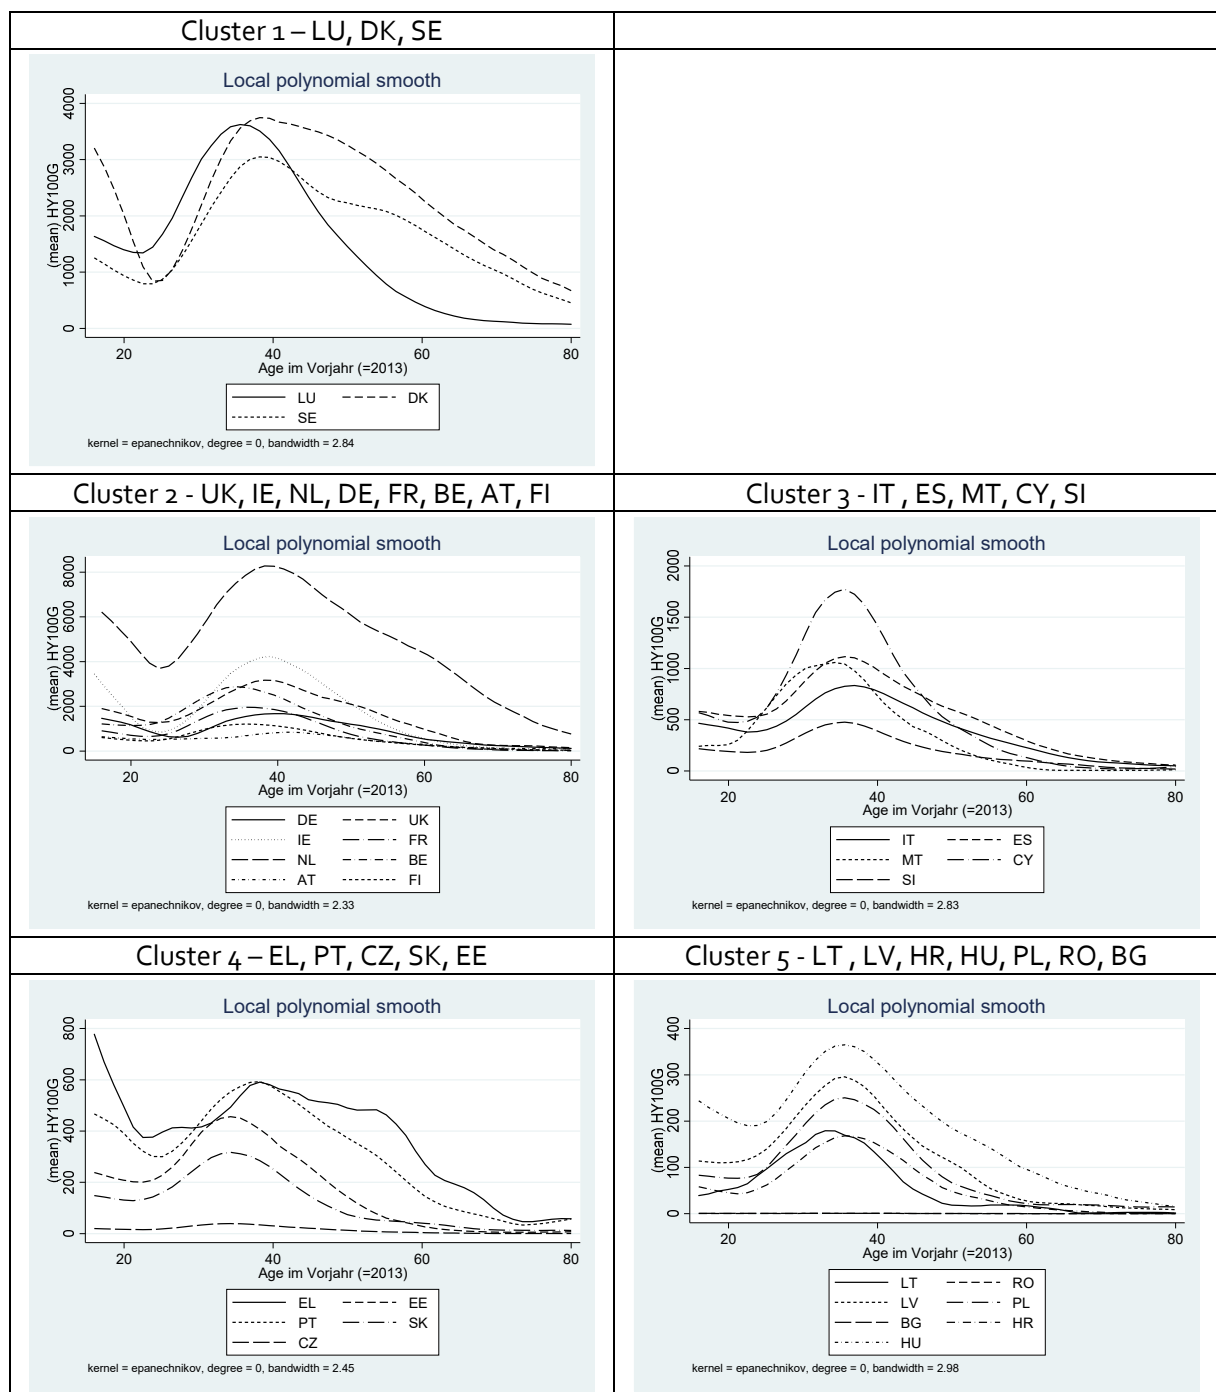 Cluster 1 – LU, DK, SE
Local polynomial smooth
(mean) HY100G
4000
3000
2000
1000
0
20 40 60 80
Age im Vorjahr (=2013)
LU DK
SE
kernel = epanechnikov, degree = 0, bandwidth = 2.84
Cluster 2 - UK, IE, NL, DE, FR, BE, AT, FI
Local polynomial smooth
(mean) HY100G
8000
6000
4000
2000
0
20 40 60 80
Age im Vorjahr (=2013)
DE UK
IE FR
NL BE
AT FI
kernel = epanechnikov, degree = 0, bandwidth = 2.33
Cluster 3 - IT , ES, MT, CY, SI
Local polynomial smooth
(mean) HY100G
2000
1500
1000
500
0
20 40 60 80
Age im Vorjahr (=2013)
IT ES
MT CY
SI
kernel = epanechnikov, degree = 0, bandwidth = 2.83
Cluster 4 – EL, PT, CZ, SK, EE
Local polynomial smooth
(mean) HY100G
800
600
400
200
0
20 40 60 80
Age im Vorjahr (=2013)
EL EE
PT SK
CZ
kernel = epanechnikov, degree = 0, bandwidth = 2.45
Cluster 5 - LT , LV, HR, HU, PL, RO, BG
Local polynomial smooth
(mean) HY100G
400
300
200
100
0
20 40 60 80
Age im Vorjahr (=2013)
LT RO
LV PL
BG HR
HU
kernel = epanechnikov, degree = 0, bandwidth = 2.98